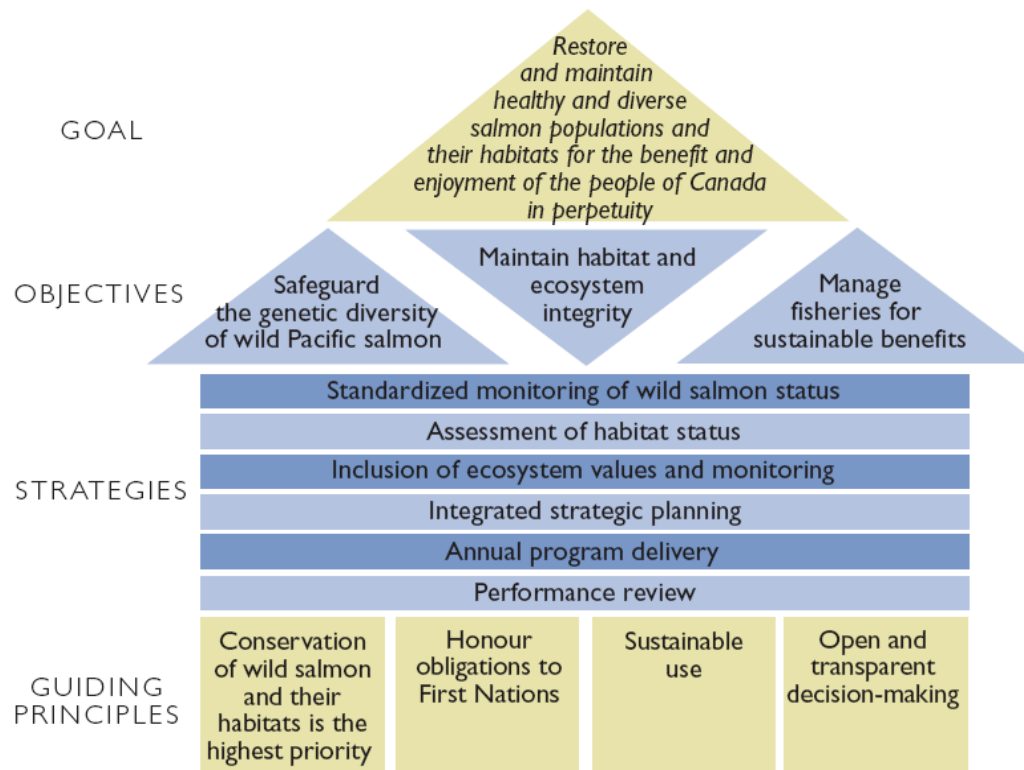 GOAL
Restore
and maintain
healthy and diverse
salmon populations and
their habitats for the benefit and
enjoyment of the people of Canada
in perpetuity
OBJECTIVES
Safeguard
the genetic diversity
of wild Pacific salmon
Maintain habitat and
ecosystem
integrity
Manage
fisheries for
sustainable benefits
STRATEGIES
Standardized monitoring of wild salmon status
Assessment of habitat status
Inclusion of ecosystem values and monitoring
Integrated strategic planning
Annual program delivery
Performance review
GUIDING
PRINCIPLES
Conservation
of wild salmon
and their
habitats is the
highest priority
Honour
obligations to
First Nations
Sustainable
use
Open and
transparent
decision-making